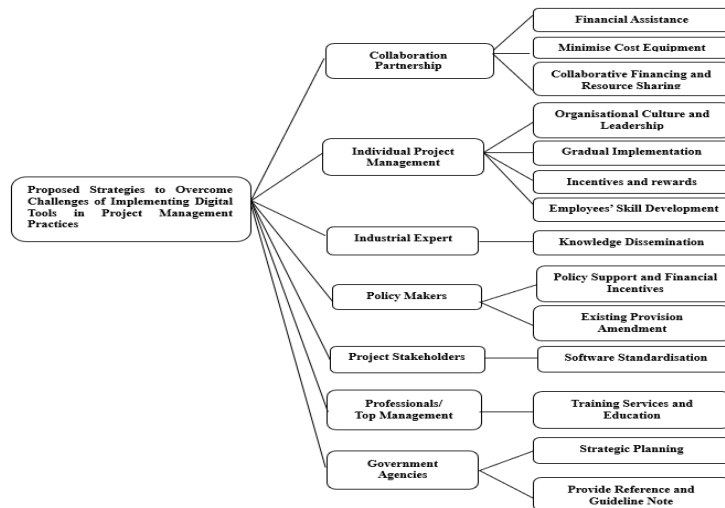 Proposed Strategies to Overcome
Challenges of Implementing Digital
Tools in Project Management
Practices
Collaboration
Partnership
Financial Assistance
Minimise Cost Equipment
Collaborative Financing and
Resource Sharing
Individual Project
Management
Organisational Culture and
Leadership
Gradual Implementation
Incentives and rewards
Employees’ Skill Development
Industrial Expert
Knowledge Dissemination
Policy Makers
Policy Support and Financial
Incentives
Existing Provision
Amendment
Project Stakeholders
Software Standardisation
Professionals/
Top Management
Training Services and
Education
Government
Agencies
Strategic Planning
Provide Reference and
Guideline Note